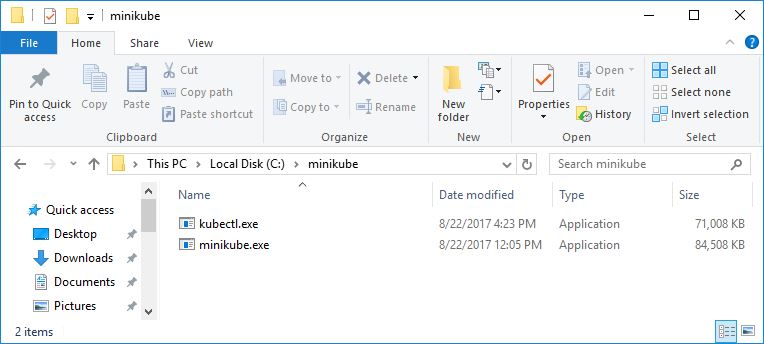 minikube
File Home Share View
Pin to Quick access
Copy
Paste
Cut
Copy path
Paste shortcut
Clipboard
Move to
Copy to
Delete
Rename
Organize
New folder
New
Properties
Open
Edit
History
Open
Select all
Select none
Invert selection
Select
This PC Local Disk (C:) minikube
Search minikube
Name Date modified Type Size
Quick access
Desktop
Downloads
Documents
Pictures
kubectl.exe 8/22/2017 4:23 PM Application 71,008 KB
minikube.exe 8/22/2017 12:05 PM Application 84,508 KB
2 items